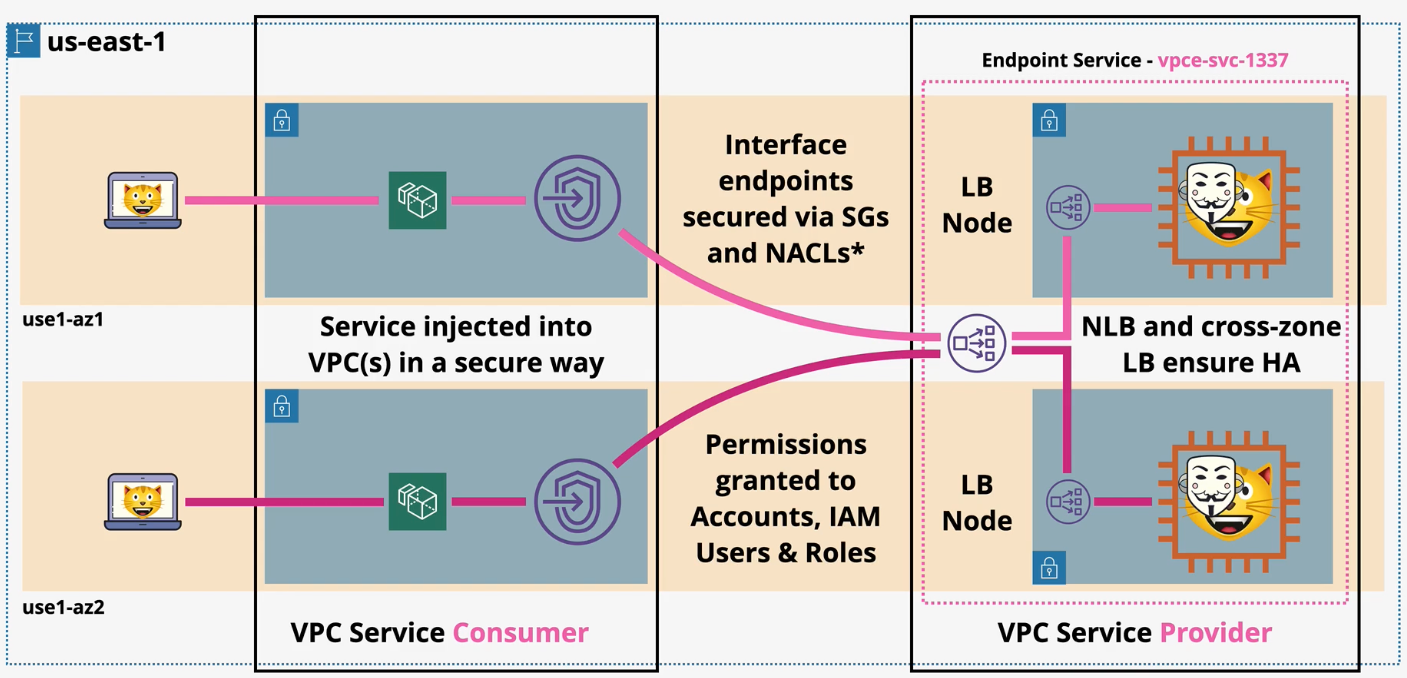 us-east-1
Endpoint Service - vpce-svc-1337
Interface
endpoints
secured via SGs
and NACLs*
LB
Node
use1-az1
Service injected into
VPC(s) in a secure way
NLB and cross-zone
LB ensure HA
Permissions
granted to
Accounts, IAM
Users & Roles
LB
Node
use1-az2
VPC Service Consumer
VPC Service Provider